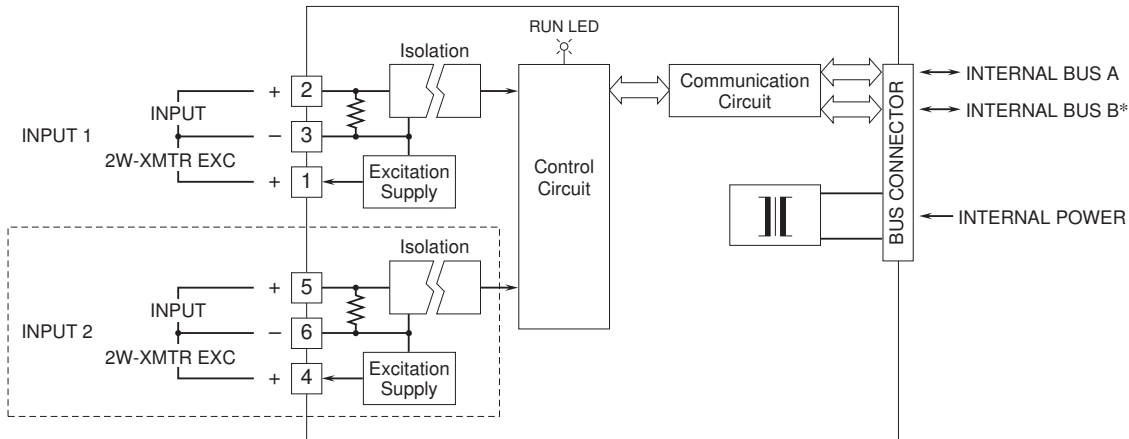 RUN LED
Isolation
INPUT 1
INPUT
2W-XMTR EXC
+ 2
− 3
+ 1
Excitation
Supply
Control
Circuit
Communication
Circuit
BUS CONNECTOR
INTERNAL BUS A
INTERNAL BUS B*
INTERNAL POWER
Isolation
INPUT 2
INPUT
2W-XMTR EXC
+ 5
− 6
+ 4
Excitation
Supply